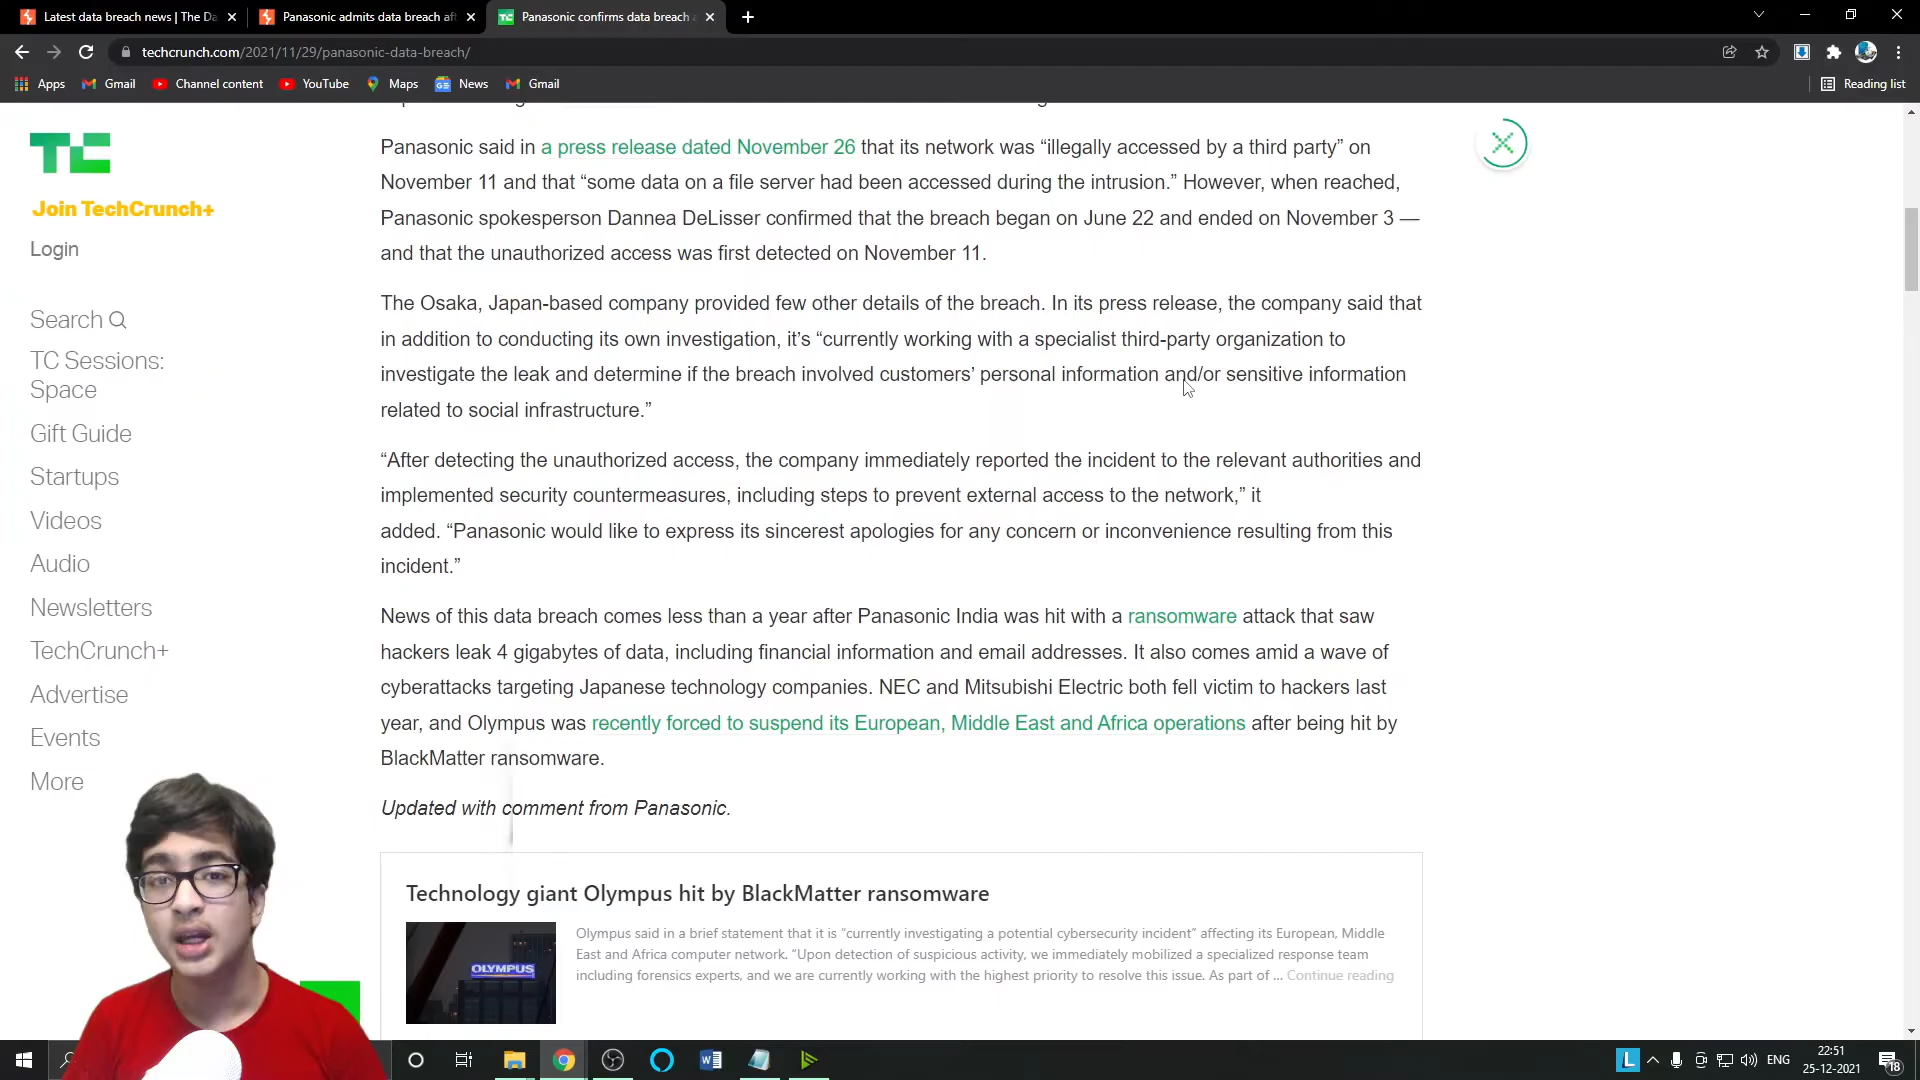 Latest data breach news | The Da
Panasonic admits data breach aft
Panasonic confirms data breach a
techcrunch.com/2021/11/29/panasonic-data-breach/
Apps
Gmail
Channel content
YouTube
Maps
News
Gmail
Reading list
TC
Join TechCrunch+
Login
Search
TC Sessions:
Space
Gift Guide
Startups
Videos
Audio
Newsletters
TechCrunch+
Advertise
Events
More
Panasonic said in a press release dated November 26 that its network was “illegally accessed by a third party” on
November 11 and that “some data on a file server had been accessed during the intrusion.” However, when reached,
Panasonic spokesperson Dannea DeLisser confirmed that the breach began on June 22 and ended on November 3 —
and that the unauthorized access was first detected on November 11.
The Osaka, Japan-based company provided few other details of the breach. In its press release, the company said that
in addition to conducting its own investigation, it’s “currently working with a specialist third-party organization to
investigate the leak and determine if the breach involved customers’ personal information and/or sensitive information
related to social infrastructure.”
“After detecting the unauthorized access, the company immediately reported the incident to the relevant authorities and
implemented security countermeasures, including steps to prevent external access to the network,” it
added. “Panasonic would like to express its sincerest apologies for any concern or inconvenience resulting from this
incident.”
News of this data breach comes less than a year after Panasonic India was hit with a ransomware attack that saw
hackers leak 4 gigabytes of data, including financial information and email addresses. It also comes amid a wave of
cyberattacks targeting Japanese technology companies. NEC and Mitsubishi Electric both fell victim to hackers last
year, and Olympus was recently forced to suspend its European, Middle East and Africa operations after being hit by
BlackMatter ransomware.
Updated with comment from Panasonic.
Technology giant Olympus hit by BlackMatter ransomware
OLYMPUS
Olympus said in a brief statement that it is “currently investigating a potential cybersecurity incident” affecting its European, Middle
East and Africa computer network. “Upon detection of suspicious activity, we immediately mobilized a specialized response team
including forensics experts, and we are currently working with the highest priority to resolve this issue. As part of ... Continue reading
L
ENG
22:51
25-12-2021
18